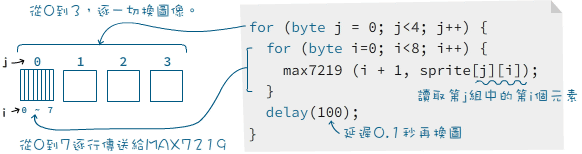 從0到3，逐一切換圖像。
j 0 1 2 3
i 0 ~ 7
從0到7逐行傳送給MAX7219
for (byte j = 0; j<4; j++) {
for (byte i=0; i<8; i++) {
max7219 (i + 1, sprite[j][i]);
讀取第j組中的第i個元素
}
delay(100);
延遲0.1秒再換圖
}